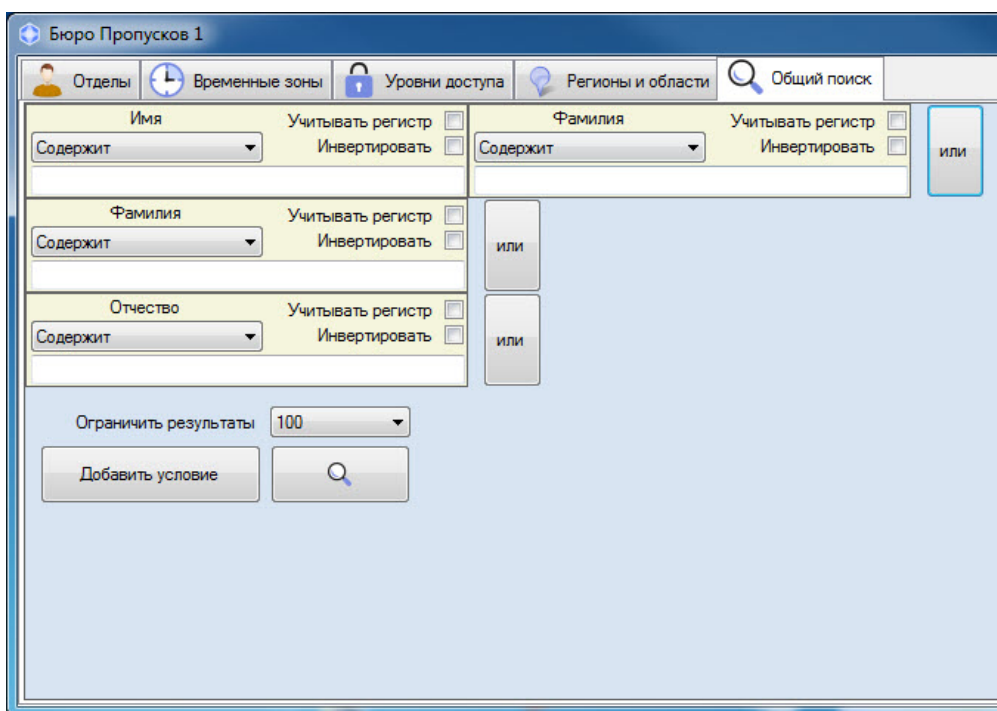 Бюро Пропусков 1
Отделы Временные зоны Уровни доступа Регионы и области Общий поиск
Имя Учитывать регистр Фамилия Учитывать регистр
Содержит Инвертировать Содержит Инвертировать или
Фамилия Учитывать регистр
Содержит Инвертировать или
Отчество Учитывать регистр
Содержит Инвертировать или
Ограничить результаты 100
Добавить условие